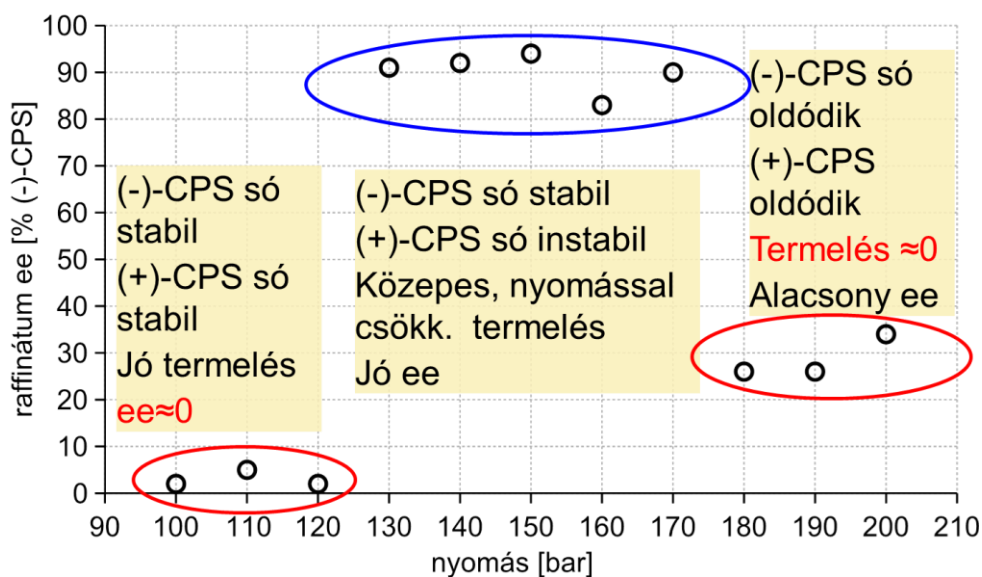 raffinátum ee [% (-)-CPS]
100
90
80
70
60
50
40
30
20
10
0
(-)-CPS só
stabil
(+)-CPS só
stabil
Jó termelés
ee≈0
(-)-CPS só stabil
(+)-CPS só instabil
Közepes, nyomással
csökk. termelés
Jó ee
(-)-CPS só
oldódik
(+)-CPS
oldódik
Termelés ≈0
Alacsony ee
90 100 110 120 130 140 150 160 170 180 190 200 210
nyomás [bar]